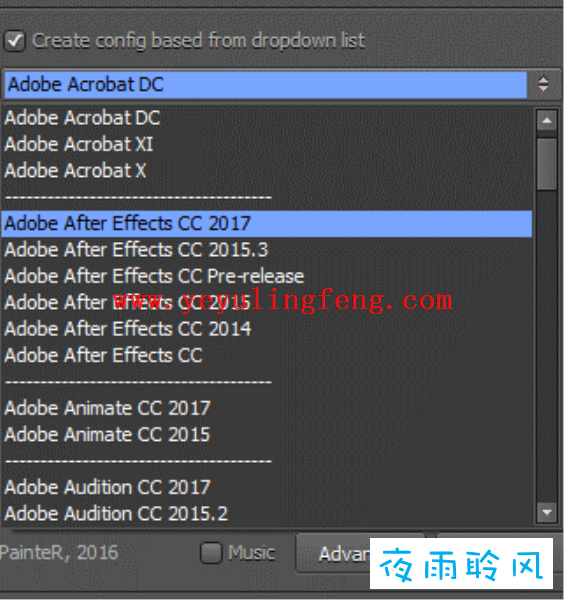 Create config based from dropdown list
Adobe Acrobat DC
Adobe Acrobat DC
Adobe Acrobat XI
Adobe Acrobat X
----------------------------------------
Adobe After Effects CC 2017
Adobe After Effects CC 2015.3
Adobe After Effects CC Pre-release
Adobe After Effects CC 2015
www.yeyulingfeng.com
Adobe After Effects CC 2014
Adobe After Effects CC
----------------------------------------
Adobe Animate CC 2017
Adobe Animate CC 2015
----------------------------------------
Adobe Audition CC 2017
Adobe Audition CC 2015.2
PainteR, 2016
Music
夜雨聆风